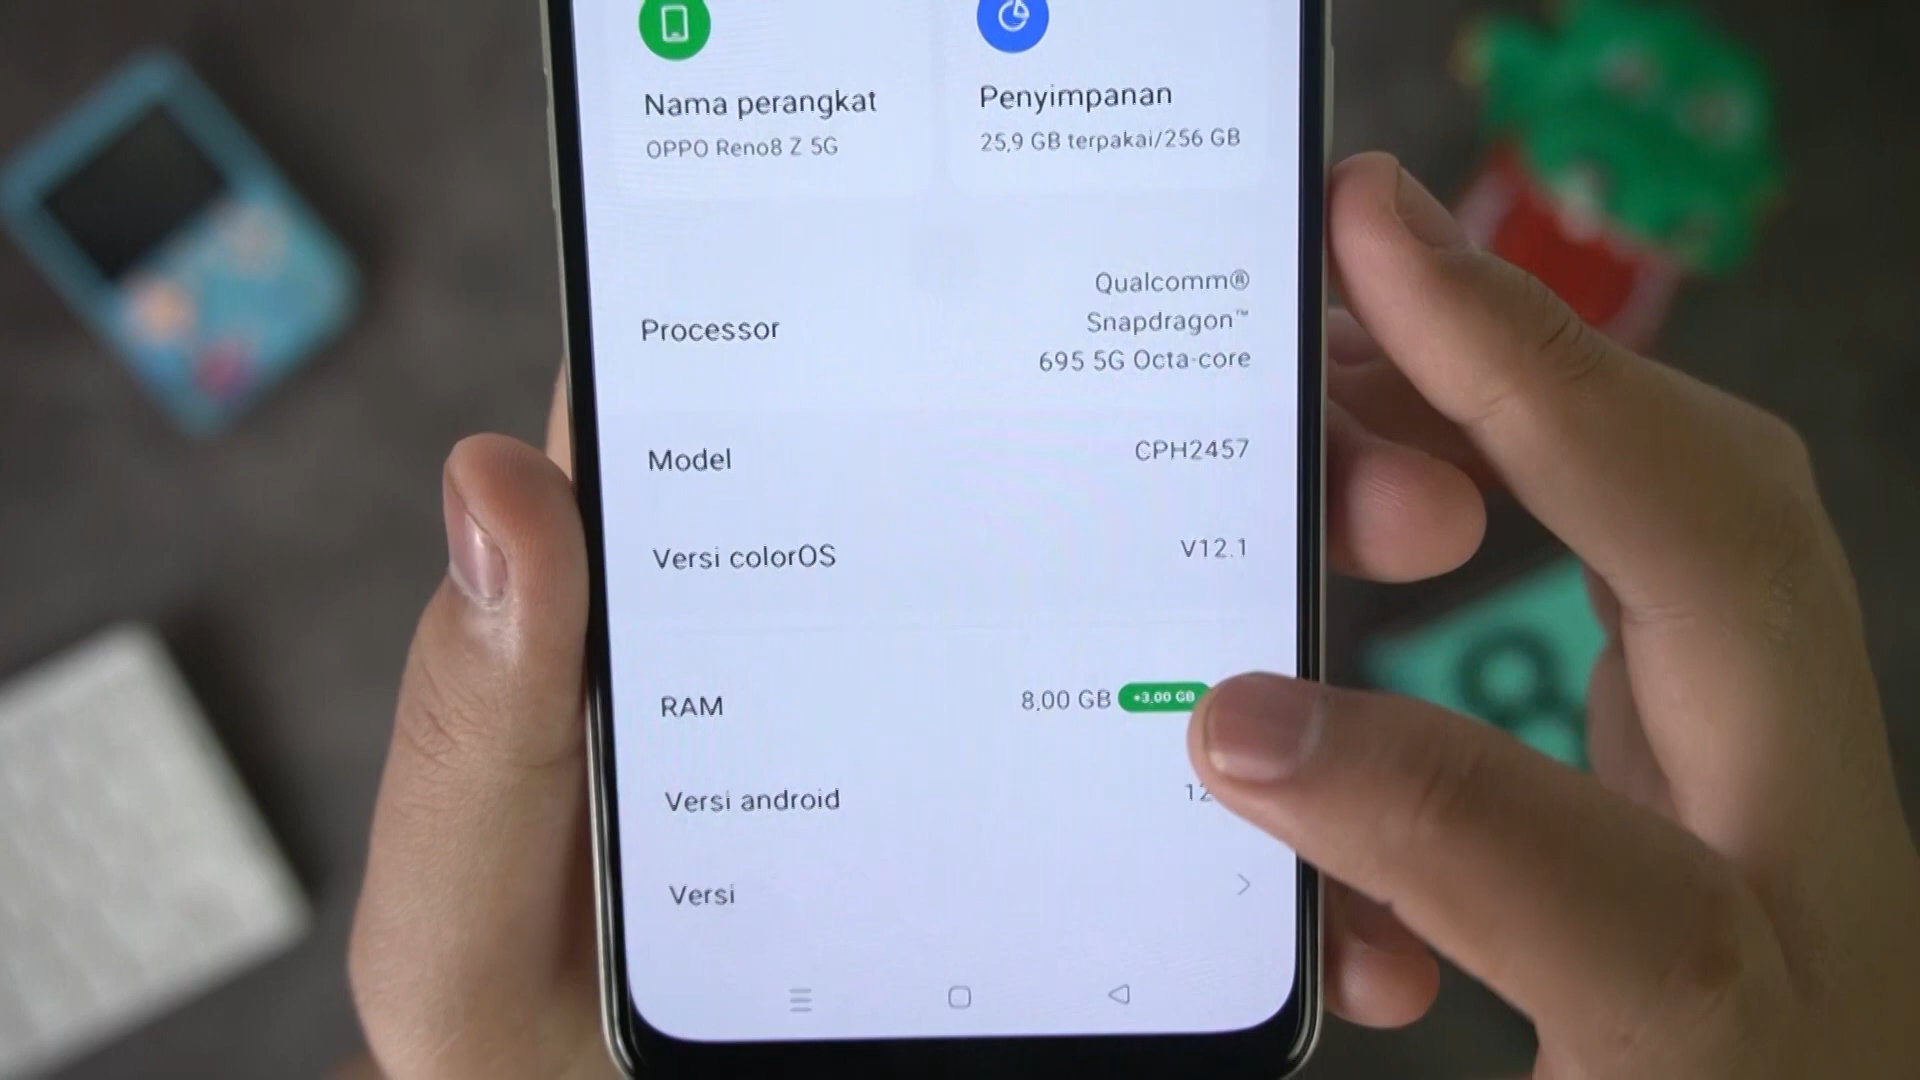 Nama perangkat
OPPO Reno8 Z 5G
Penyimpanan
25,9 GB terpakai/256 GB
Processor
Qualcomm®
Snapdragon™
695 5G Octa-core
Model
CPH2457
Versi colorOS
V12.1
RAM
8,00 GB +3,00 GB
Versi android
12
Versi